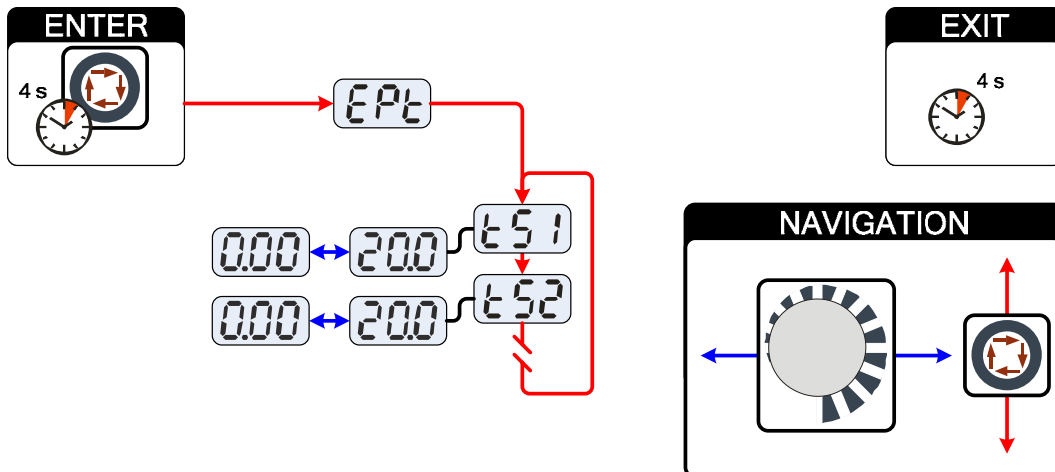 ENTER
4 s
EPt
EXIT
4 s
tS1
0.00
20.0
tS2
0.00
20.0
NAVIGATION